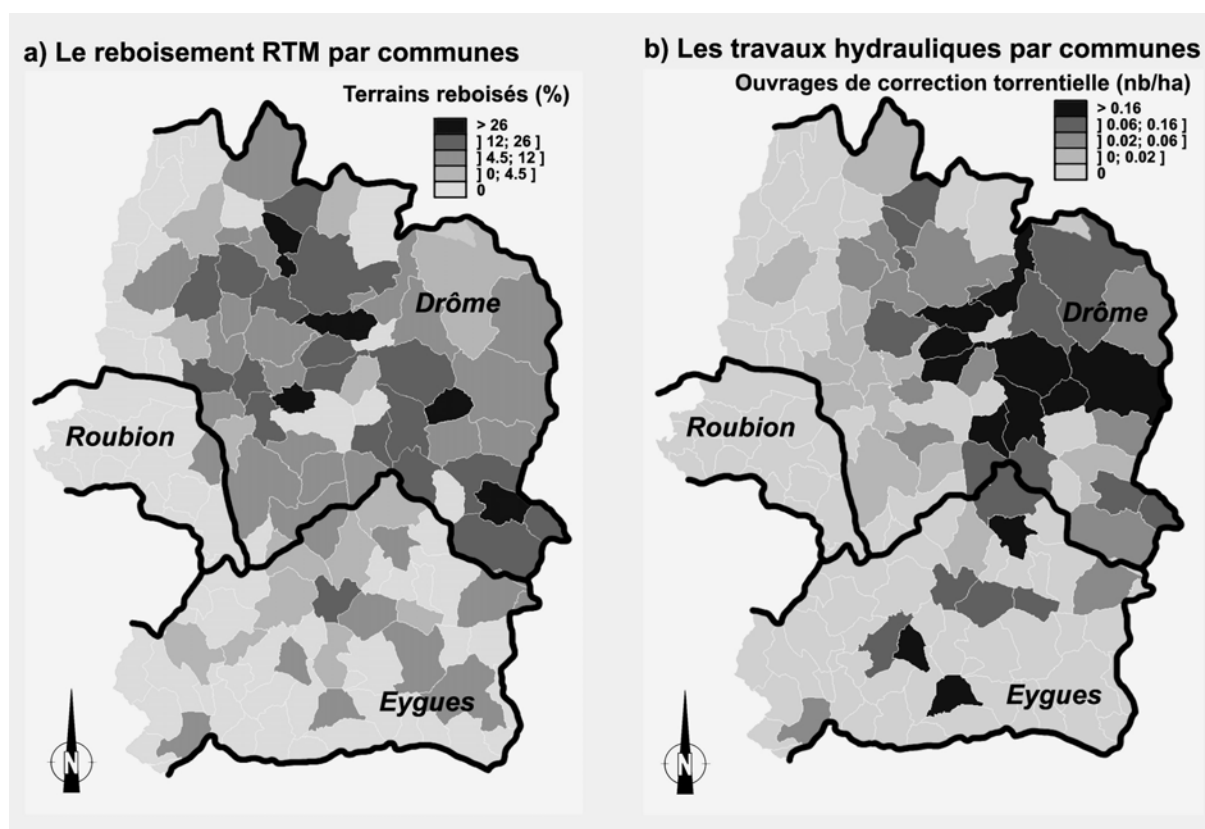 a) Le reboisement RTM par communes
Terrains reboisés (%)
> 26
] 12; 26 ]
] 4.5; 12 ]
] 0; 4.5 ]
0
Drôme
Roubion
Eygues
N
b) Les travaux hydrauliques par communes
Ouvrages de correction torrentielle (nb/ha)
> 0.16
] 0.06; 0.16 ]
] 0.02; 0.06 ]
] 0; 0.02 ]
0
Drôme
Roubion
Eygues
N